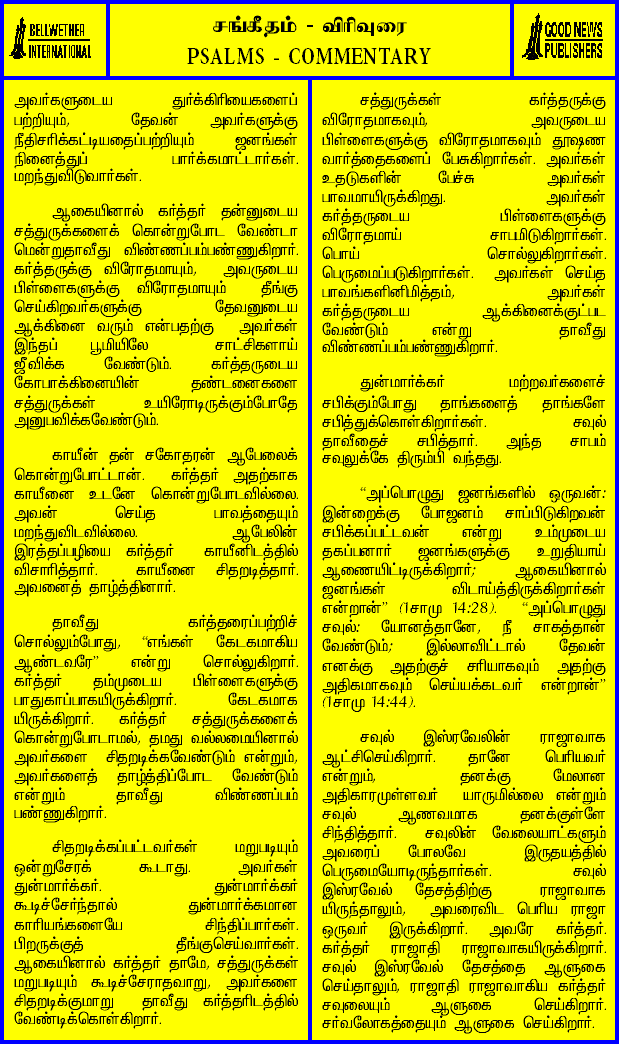 BELLWETHER
INTERNATIONAL
சங்கீதம் - விரிவுரை
PSALMS - COMMENTARY
GOOD NEWS
PUBLISHERS
அவர்களுடைய துர்க்கிரியைகளைப்
பற்றியும், தேவன் அவர்களுக்கு
நீதிசரிக்கட்டியதைப்பற்றியும் ஜனங்கள்
நினைத்துப் பார்க்கமாட்டார்கள்.
மறந்துவிடுவார்கள்.
ஆகையினால் கர்த்தர் தன்னுடைய
சத்துருக்களைக் கொன்றுபோட வேண்டா
மென்றுதாவீது விண்ணப்பம்பண்ணுகிறார்.
கர்த்தருக்கு விரோதமாயும், அவருடைய
பிள்ளைகளுக்கு விரோதமாயும் தீங்கு
செய்கிறவர்களுக்கு தேவனுடைய
ஆக்கினை வரும் என்பதற்கு அவர்கள்
இந்தப் பூமியிலே சாட்சிகளாய்
ஜீவிக்க வேண்டும். கர்த்தருடைய
கோபாக்கினையின் தண்டனைகளை
சத்துருக்கள் உயிரோடிருக்கும்போதே
அனுபவிக்கவேண்டும்.
காயீன் தன் சகோதரன் ஆபேலைக்
கொன்றுபோட்டான். கர்த்தர் அதற்காக
காயீனை உடனே கொன்றுபோடவில்லை.
அவன் செய்த பாவத்தையும்
மறந்துவிடவில்லை. ஆபேலின்
இரத்தப்பழியை கர்த்தர் காயீனிடத்தில்
விசாரித்தார். காயீனை சிதறடித்தார்.
அவனைத் தாழ்த்தினார்.
தாவீது கர்த்தரைப்பற்றிச்
சொல்லும்போது, “எங்கள் கேடகமாகிய
ஆண்டவரே” என்று சொல்லுகிறார்.
கர்த்தர் தம்முடைய பிள்ளைகளுக்கு
பாதுகாப்பாகயிருக்கிறார். கேடகமாக
யிருக்கிறார். கர்த்தர் சத்துருக்களைக்
கொன்றுபோடாமல், தமது வல்லமையினால்
அவர்களை சிதறடிக்கவேண்டும் என்றும்,
அவர்களைத் தாழ்த்திப்போட வேண்டும்
என்றும் தாவீது விண்ணப்பம்
பண்ணுகிறார்.
சிதறடிக்கப்பட்டவர்கள் மறுபடியும்
ஒன்றுசேரக் கூடாது. அவர்கள்
துன்மார்க்கர். துன்மார்க்கர்
கூடிச்சேர்ந்தால் துன்மார்க்கமான
காரியங்களையே சிந்திப்பார்கள்.
பிறருக்குத் தீங்குசெய்வார்கள்.
ஆகையினால் கர்த்தர் தாமே, சத்துருக்கள்
மறுபடியும் கூடிச்சேராதவாறு, அவர்களை
சிதறடிக்குமாறு தாவீது கர்த்தரிடத்தில்
வேண்டிக்கொள்கிறார்.
சத்துருக்கள் கர்த்தருக்கு
விரோதமாகவும், அவருடைய
பிள்ளைகளுக்கு விரோதமாகவும் தூஷண
வார்த்தைகளைப் பேசுகிறார்கள். அவர்கள்
உதடுகளின் பேச்சு அவர்கள்
பாவமாயிருக்கிறது. அவர்கள்
கர்த்தருடைய பிள்ளைகளுக்கு
விரோதமாய் சாபமிடுகிறார்கள்.
பொய் சொல்லுகிறார்கள்.
பெருமைப்படுகிறார்கள். அவர்கள் செய்த
பாவங்களினிமித்தம், அவர்கள்
கர்த்தருடைய ஆக்கினைக்குட்பட
வேண்டும் என்று தாவீது
விண்ணப்பம்பண்ணுகிறார்.
துன்மார்க்கர் மற்றவர்களைச்
சபிக்கும்போது தாங்களைத் தாங்களே
சபித்துக்கொள்கிறார்கள். சவுல்
தாவீதைச் சபித்தார். அந்த சாபம்
சவுலுக்கே திரும்பி வந்தது.
“அப்பொழுது ஜனங்களில் ஒருவன்:
இன்றைக்கு போஜனம் சாப்பிடுகிறவன்
சபிக்கப்பட்டவன் என்று உம்முடைய
தகப்பனார் ஜனங்களுக்கு உறுதியாய்
ஆணையிட்டிருக்கிறார்; ஆகையினால்
ஜனங்கள் விடாய்த்திருக்கிறார்கள்
என்றான்” (1சாமு 14:28). “அப்பொழுது
சவுல்: யோனத்தானே, நீ சாகத்தான்
வேண்டும்; இல்லாவிட்டால் தேவன்
எனக்கு அதற்குச் சரியாகவும் அதற்கு
அதிகமாகவும் செய்யக்கடவர் என்றான்”
(1சாமு 14:44).
சவுல் இஸ்ரவேலின் ராஜாவாக
ஆட்சிசெய்கிறார். தானே பெரியவர்
என்றும், தனக்கு மேலான
அதிகாரமுள்ளவர் யாருமில்லை என்றும்
சவுல் ஆணவமாக தனக்குள்ளே
சிந்தித்தார். சவுலின் வேலையாட்களும்
அவரைப் போலவே இருதயத்தில்
பெருமையோடிருந்தார்கள். சவுல்
இஸ்ரவேல் தேசத்திற்கு ராஜாவாக
யிருந்தாலும், அவரைவிட பெரிய ராஜா
ஒருவர் இருக்கிறார். அவரே கர்த்தர்.
கர்த்தர் ராஜாதி ராஜாவாகயிருக்கிறார்.
சவுல் இஸ்ரவேல் தேசத்தை ஆளுகை
செய்தாலும், ராஜாதி ராஜாவாகிய கர்த்தர்
சவுலையும் ஆளுகை செய்கிறார்.
சர்வலோகத்தையும் ஆளுகை செய்கிறார்.